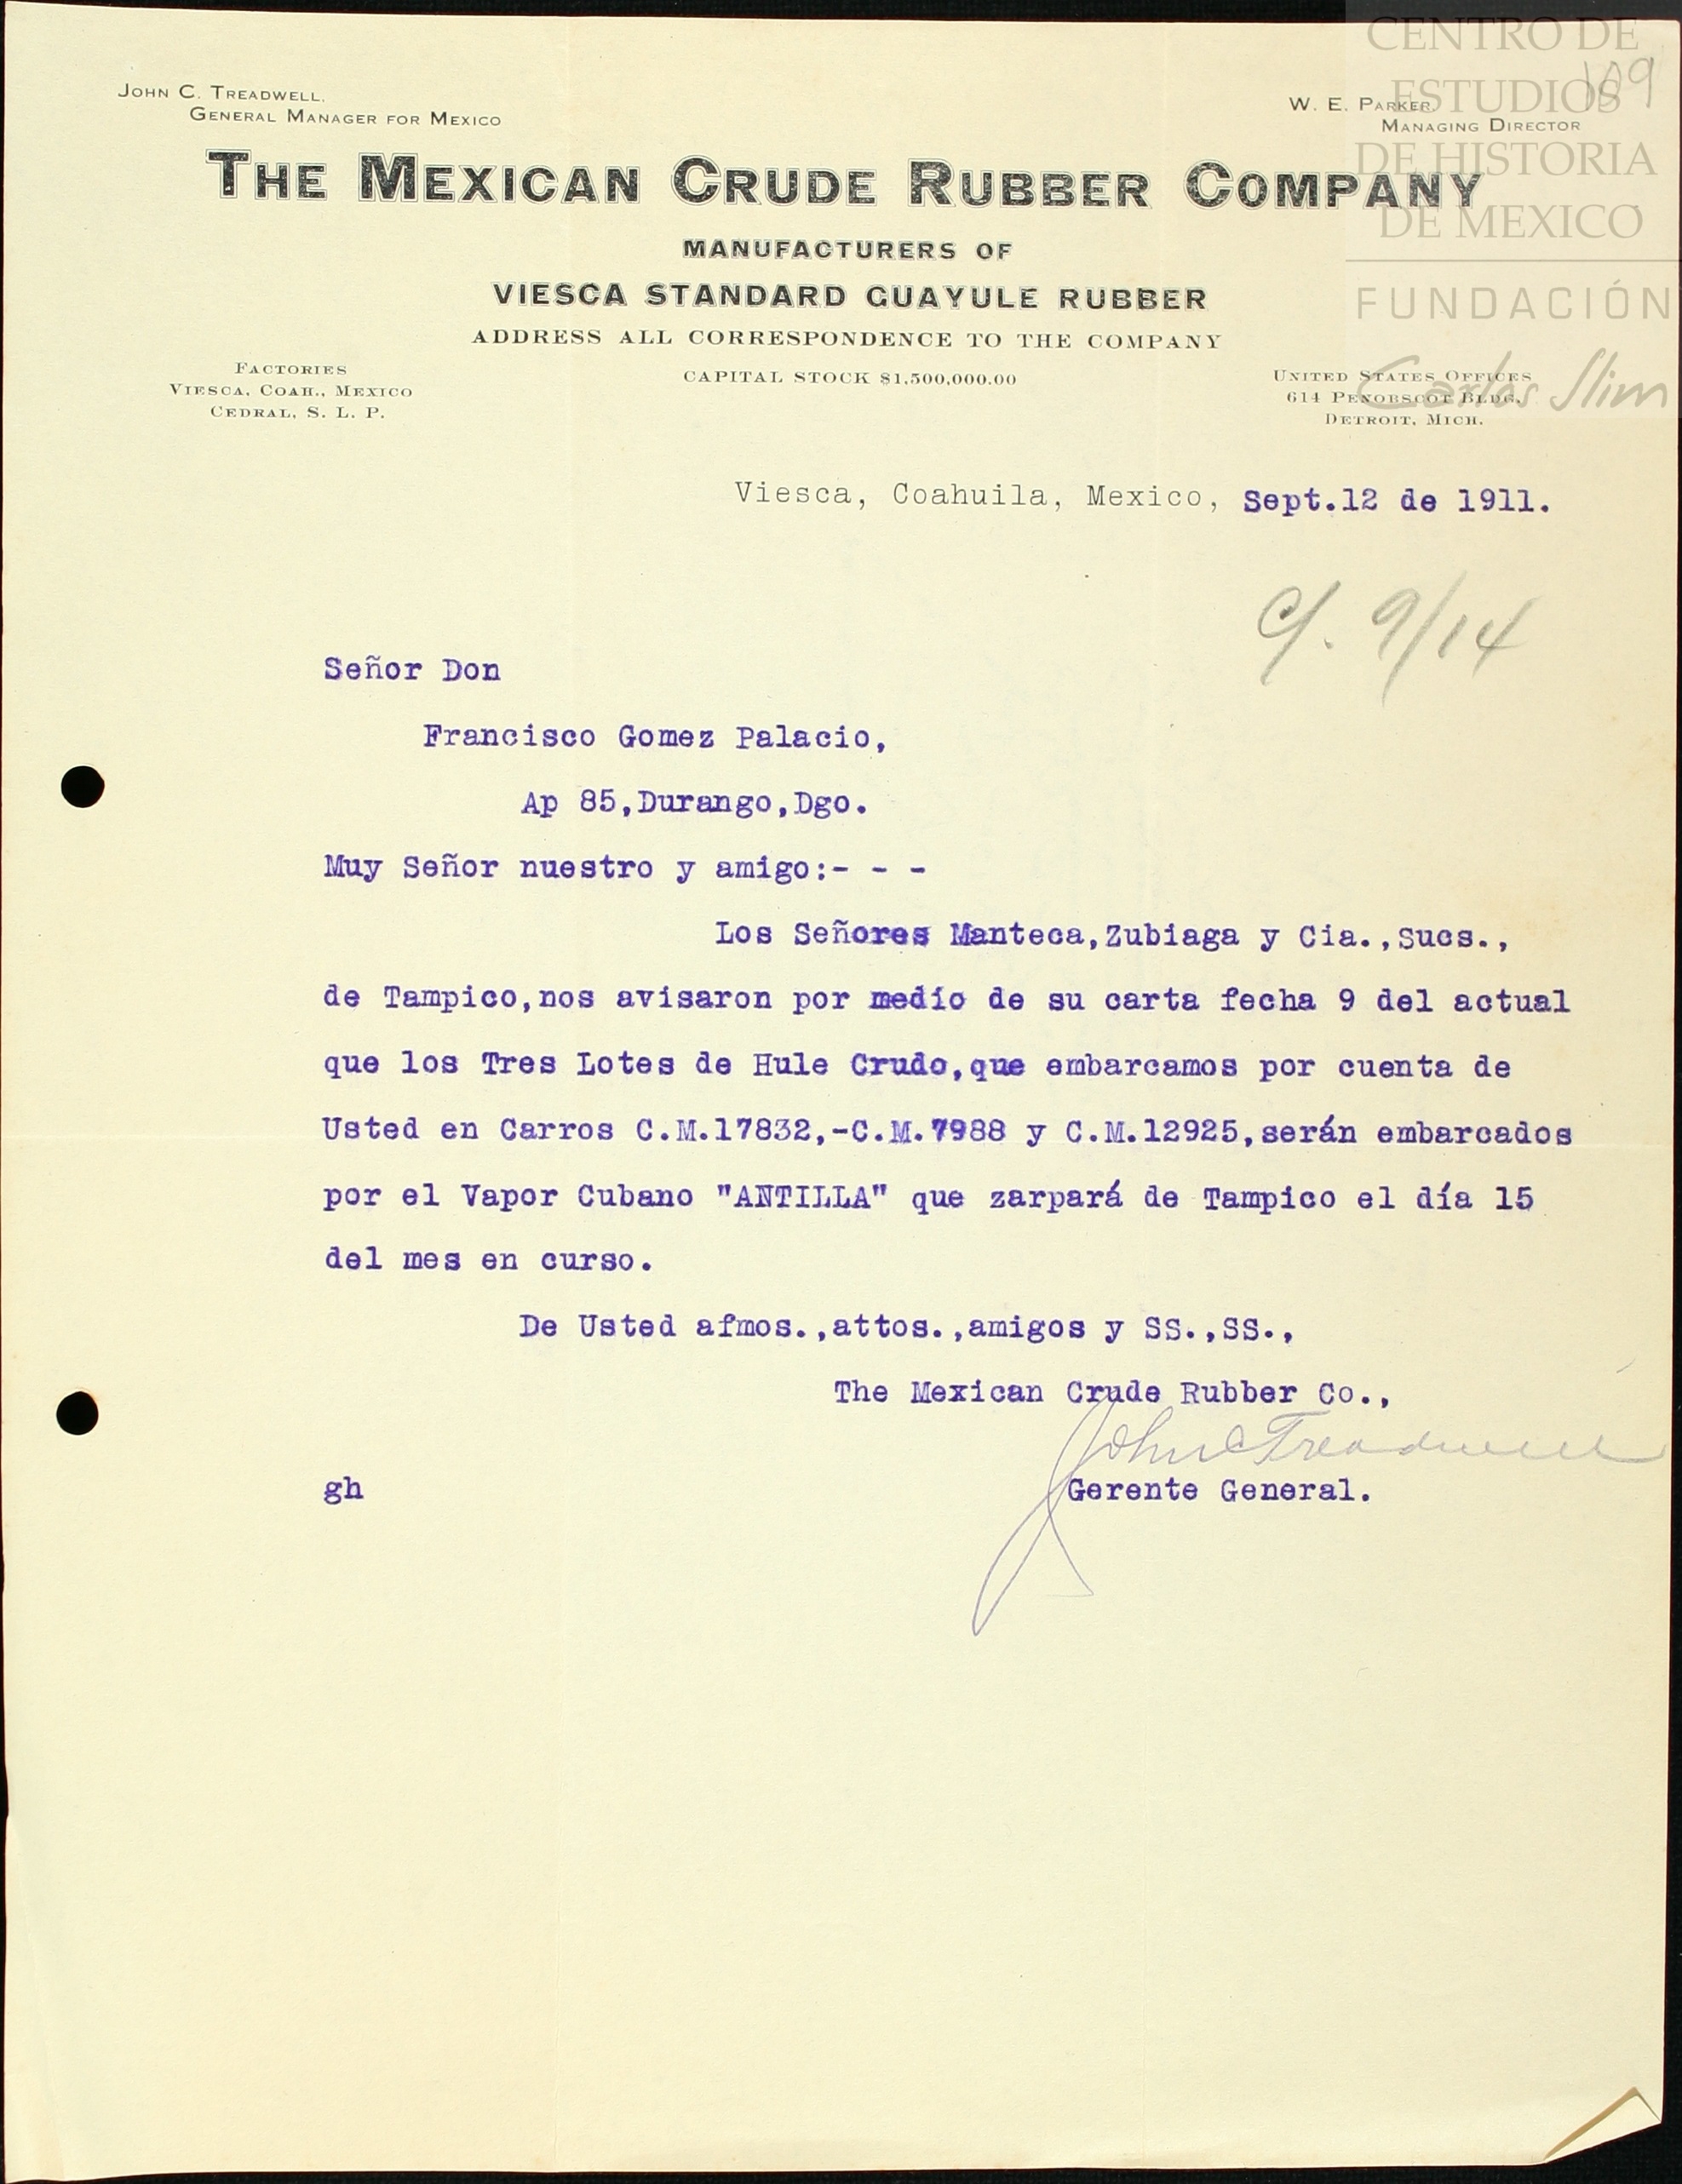 CENTRO DE
ESTUDIOS
DE HISTORIA
DE MEXICO
FUNDACIÓN
Carlos Slim
109
John C. Treadwell,
General Manager for Mexico
W. E. Parker,
Managing Director
The Mexican Crude Rubber Company
MANUFACTURERS OF
VIESCA STANDARD GUAYULE RUBBER
ADDRESS ALL CORRESPONDENCE TO THE COMPANY
CAPITAL STOCK $1,500,000.00
Factories
Viesca, Coah., Mexico
Cedral, S. L. P.
United States Offices
614 Penobscot Bldg.
Detroit, Mich.
Viesca, Coahuila, Mexico, Sept.12 de 1911.
c/. 9/14
Señor Don
Francisco Gomez Palacio,
Ap 85,Durango,Dgo.
Muy Señor nuestro y amigo:- - -
Los Señores Manteca,Zubiaga y Cia.,Sucs.,
de Tampico,nos avisaron por medio de su carta fecha 9 del actual
que los Tres Lotes de Hule Crudo,que embarcamos por cuenta de
Usted en Carros C.M.17832,-C.M.7988 y C.M.12925,serán embarcados
por el Vapor Cubano "ANTILLA" que zarpará de Tampico el día 15
del mes en curso.
De Usted afmos.,attos.,amigos y SS.,SS.,
The Mexican Crude Rubber Co.,
John C Treadwell
gh Gerente General.